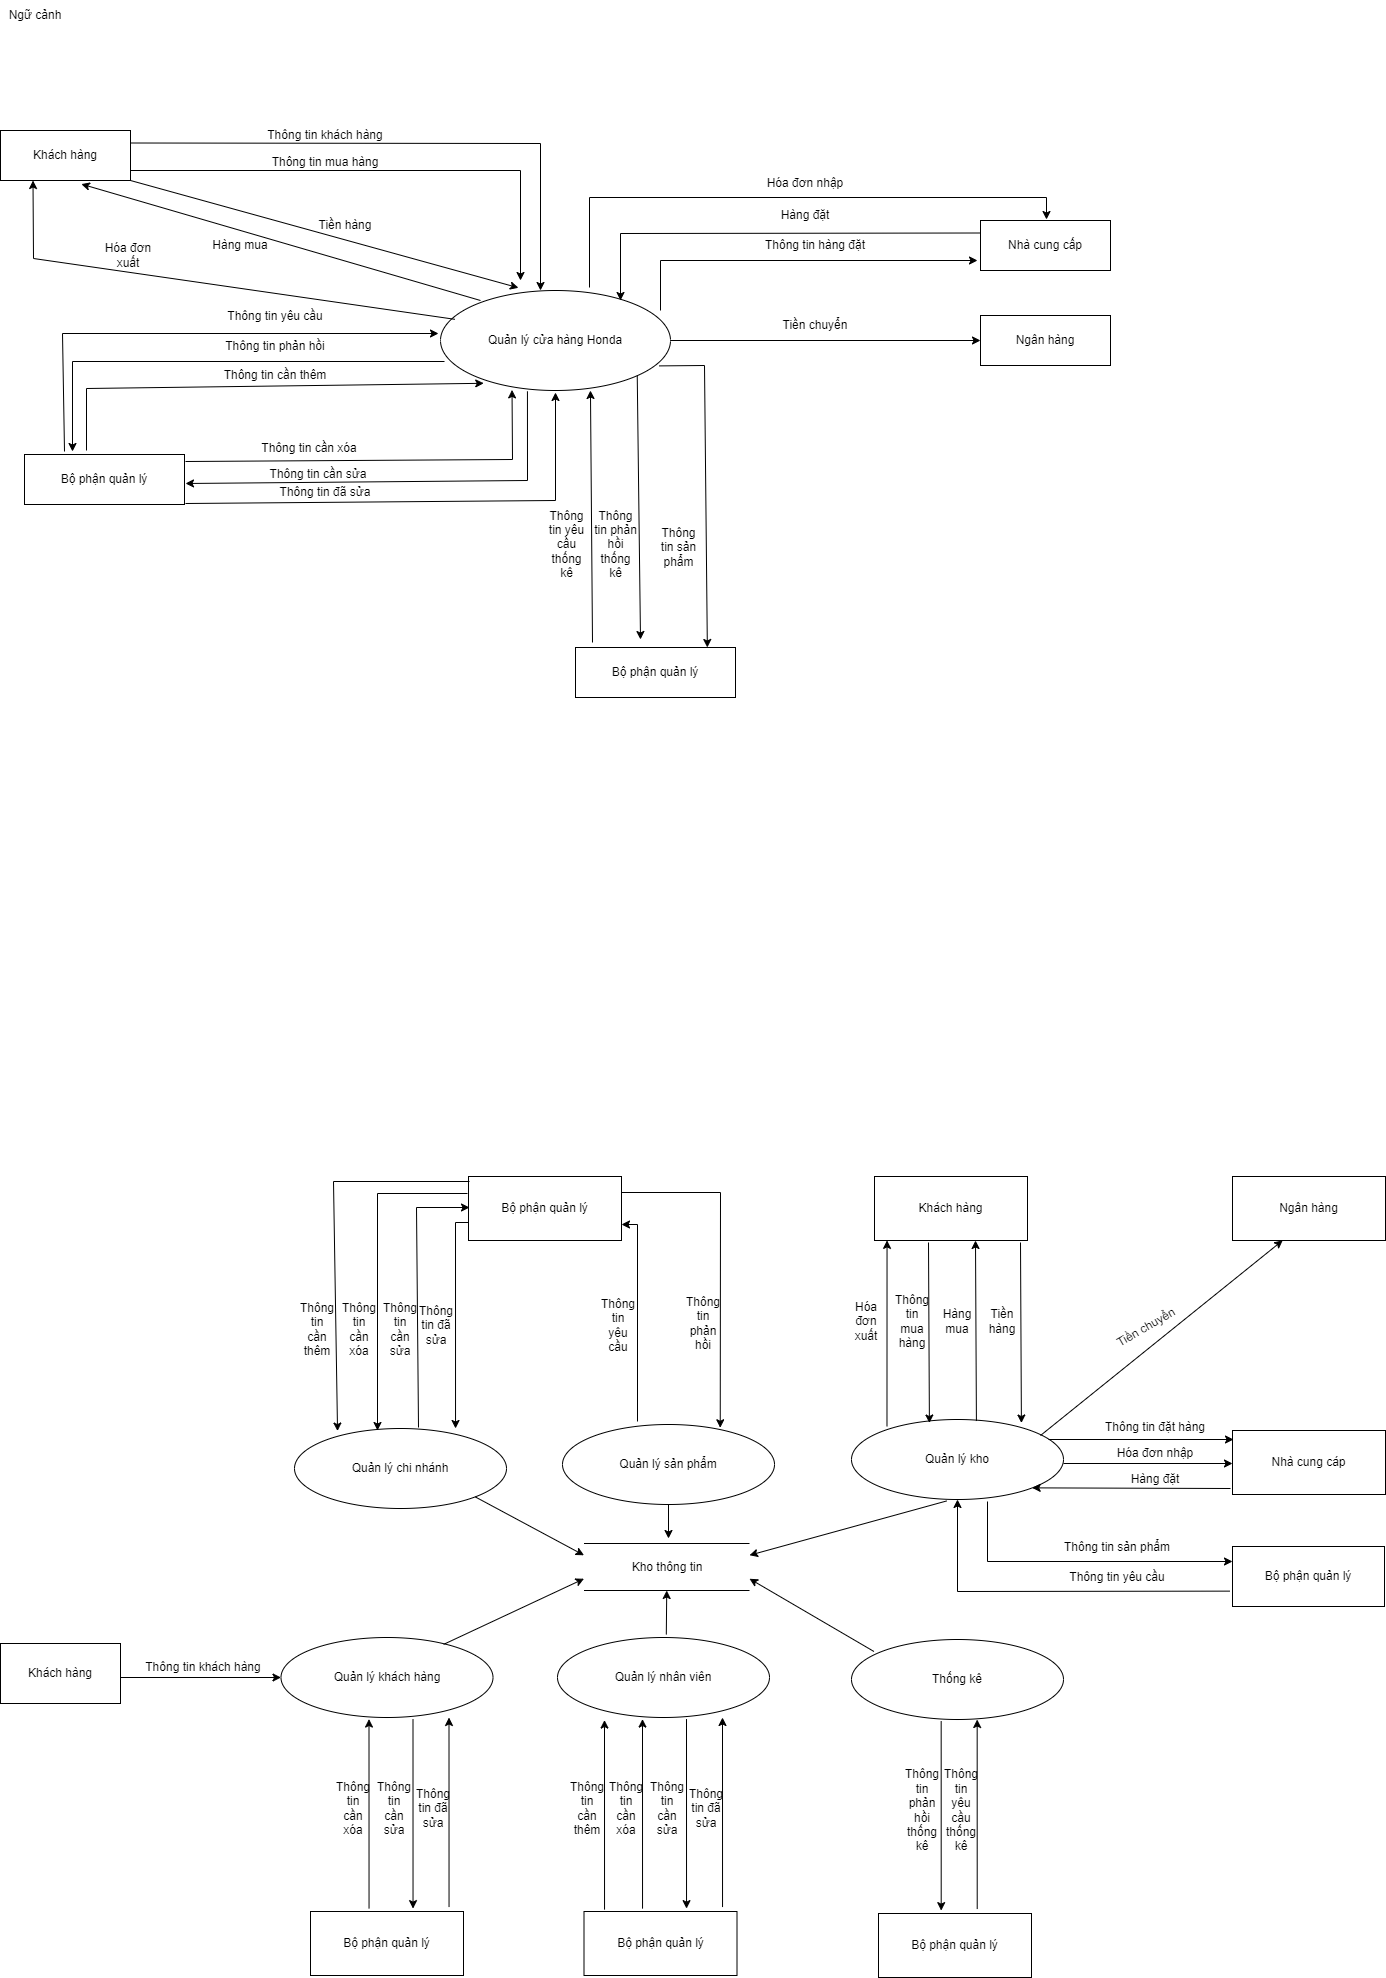 Ngữ cảnh
Thông tin khách hàng
Khách hàng
Thông tin mua hàng
Hóa đơn nhập
Hàng đặt
Tiền hàng
Hàng mua
Hóa đơn
xuất
Thông tin hàng đặt
Nhà cung cấp
Thông tin yêu cầu
Tiền chuyển
Quản lý cửa hàng Honda
Ngân hàng
Thông tin phản hồi
Thông tin cần thêm
Thông tin cần xóa
Thông tin cần sửa
Bộ phận quản lý
Thông tin đã sửa
Thông
tin yêu
cầu
thống
kê
Thông
tin phản
hồi
thống
kê
Thông
tin sản
phẩm
Bộ phận quản lý
Bộ phận quản lý
Khách hàng
Ngân hàng
Thông
tin
cần
thêm
Thông
tin
cần
xóa
Thông
tin
cần
sửa
Thông
tin đã
sửa
Thông
tin
yêu
cầu
Thông
tin
phản
hồi
Hóa
đơn
xuất
Thông
tin
mua
hàng
Hàng
mua
Tiền
hàng
Tiền chuyển
Thông tin đặt hàng
Hóa đơn nhập
Hàng đặt
Quản lý chi nhánh
Quản lý sản phẩm
Quản lý kho
Nhà cung cáp
Thông tin sản phẩm
Kho thông tin
Thông tin yêu cầu
Bộ phận quản lý
Khách hàng
Thông tin khách hàng
Quản lý khách hàng
Quản lý nhân viên
Thống kê
Thông
tin
cần
xóa
Thông
tin
cần
sửa
Thông
tin đã
sửa
Thông
tin
cần
thêm
Thông
tin
cần
xóa
Thông
tin
cần
sửa
Thông
tin đã
sửa
Thông
tin
phản
hồi
thống
kê
Thông
tin
yêu
cầu
thống
kê
Bộ phận quản lý
Bộ phận quản lý
Bộ phận quản lý